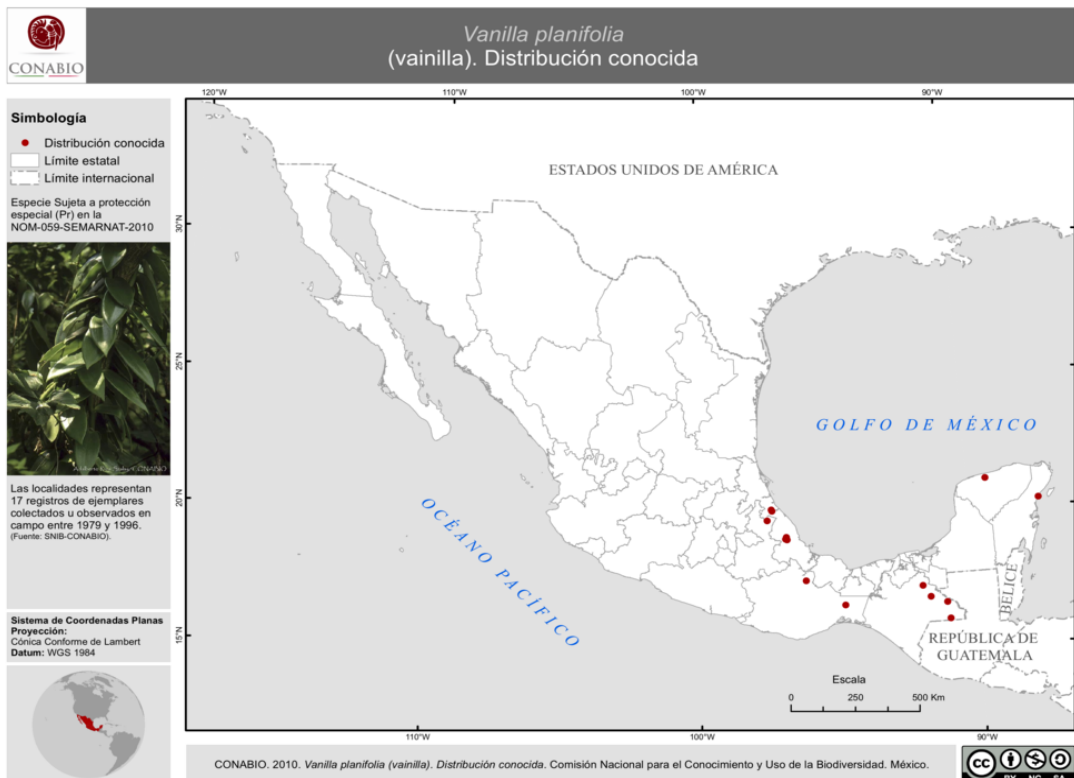 CONABIO
Vanilla planifolia
(vainilla). Distribución conocida
Simbología
Distribución conocida
Límite estatal
Límite internacional
Especie Sujeta a protección
especial (Pr) en la
NOM-059-SEMARNAT-2010
Las localidades representan
17 registros de ejemplares
colectados u observados en
campo entre 1979 y 1996.
(Fuente: SNIB-CONABIO).
Sistema de Coordenadas Planas
Proyección:
Cónica Conforme de Lambert
Datum: WGS 1984
120°W
110°W
100°W
90°W
30°N
25°N
20°N
15°N
ESTADOS UNIDOS DE AMÉRICA
GOLFO DE MÉXICO
OCÉANO PACÍFICO
BELICE
REPÚBLICA DE
GUATEMALA
Escala
0 250 500 Km
110°W
100°W
90°W
CONABIO. 2010. Vanilla planifolia (vainilla). Distribución conocida. Comisión Nacional para el Conocimiento y Uso de la Biodiversidad. México.
cc
BY NC SA